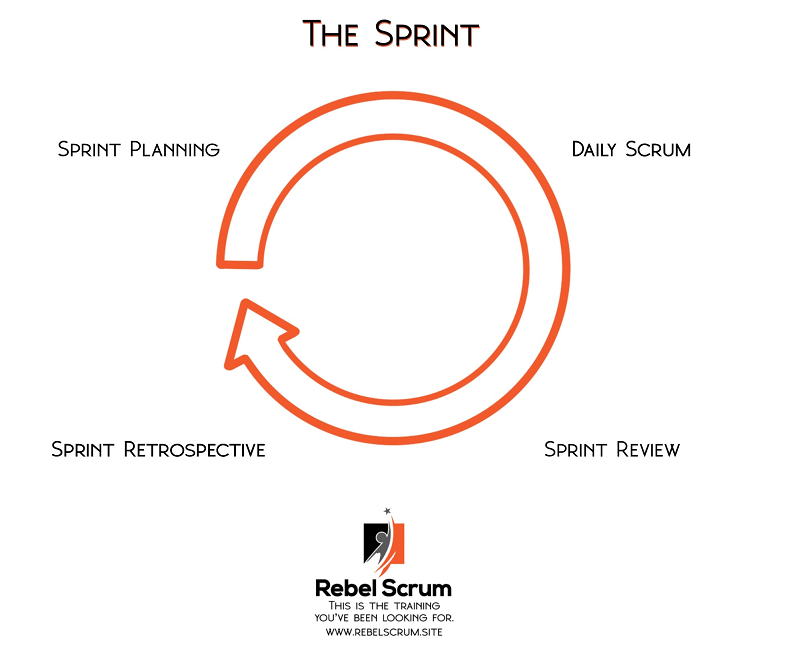 The Sprint
Sprint Planning
Daily Scrum
Sprint Retrospective
Sprint Review
Rebel Scrum
This is the training
you've been looking for.
www.rebelscrum.site